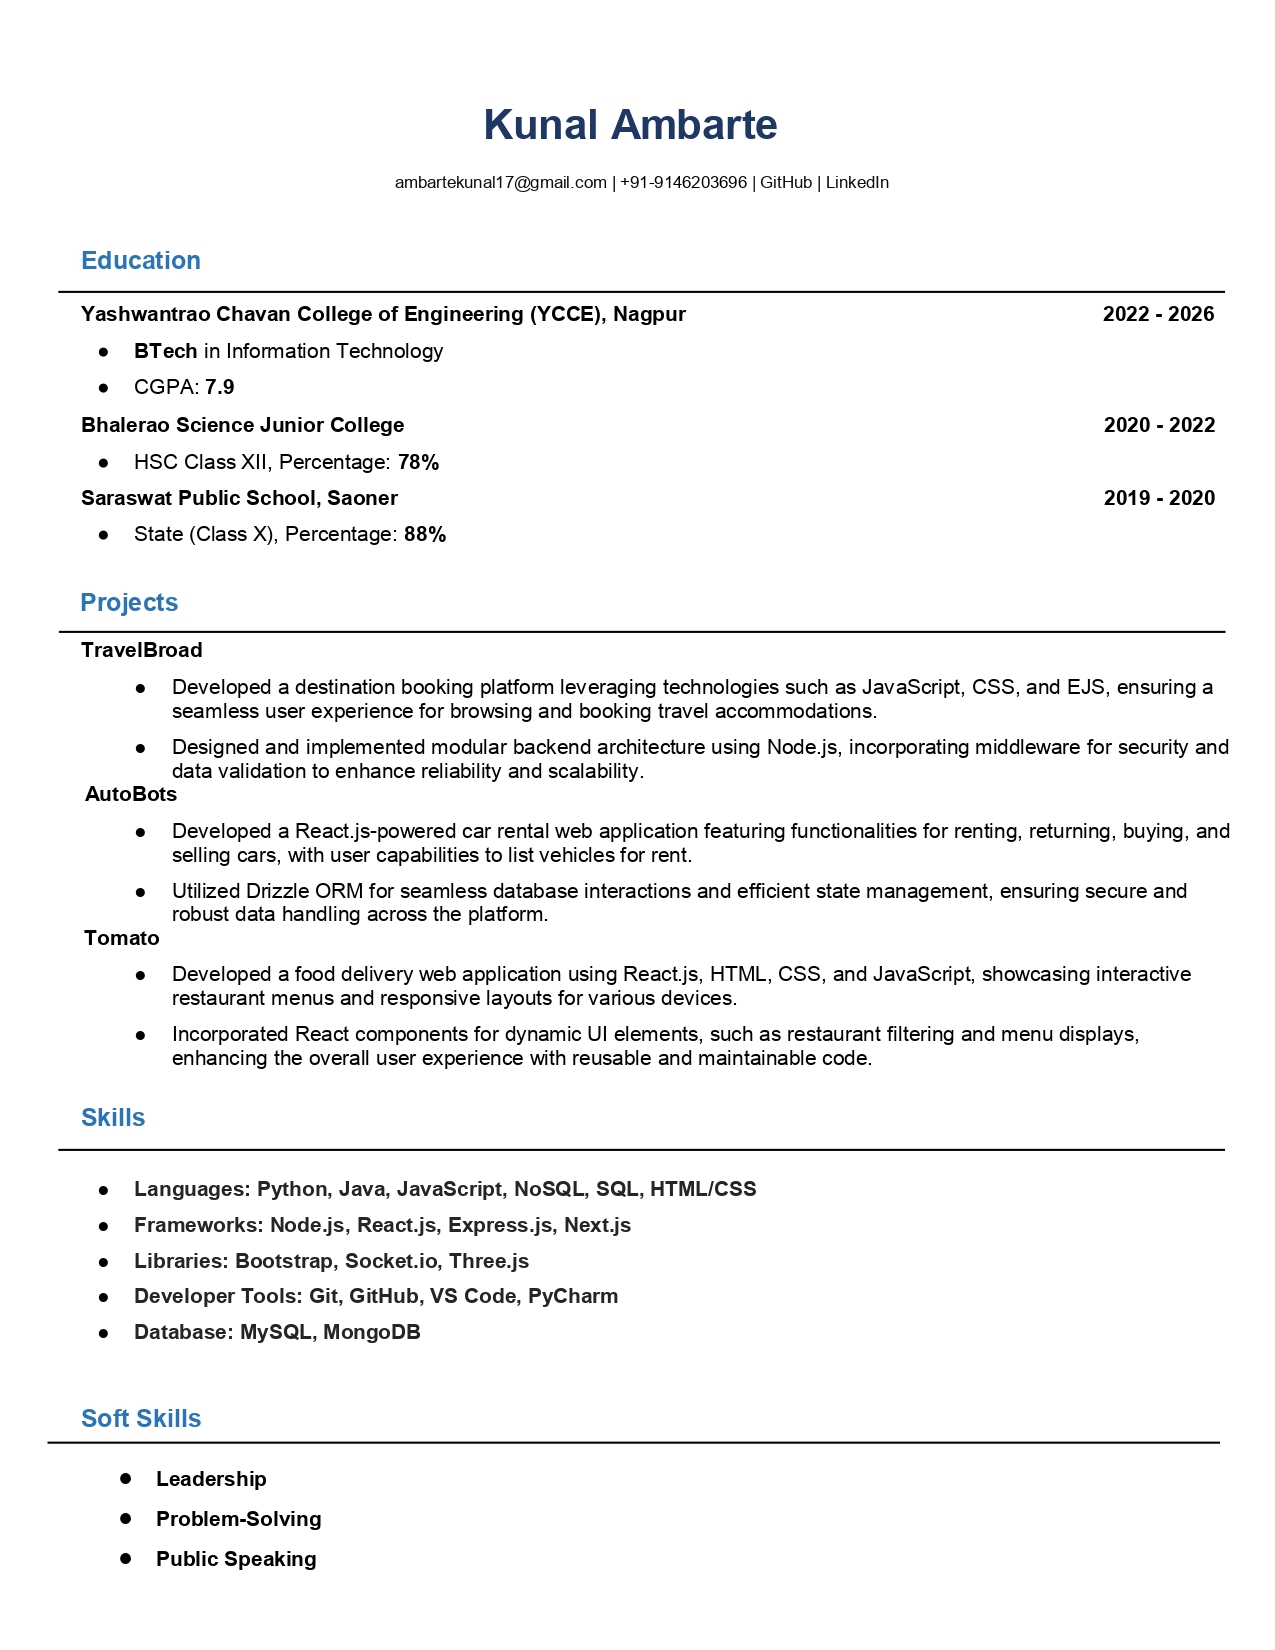 Kunal Ambarte
ambartekunal17@gmail.com | +91-9146203696 | GitHub | LinkedIn
Education
Yashwantrao Chavan College of Engineering (YCCE), Nagpur 2022 - 2026
● BTech in Information Technology
● CGPA: 7.9
Bhalerao Science Junior College 2020 - 2022
● HSC Class XII, Percentage: 78%
Saraswat Public School, Saoner 2019 - 2020
● State (Class X), Percentage: 88%
Projects
TravelBroad
● Developed a destination booking platform leveraging technologies such as JavaScript, CSS, and EJS, ensuring a
seamless user experience for browsing and booking travel accommodations.
● Designed and implemented modular backend architecture using Node.js, incorporating middleware for security and
data validation to enhance reliability and scalability.
AutoBots
● Developed a React.js-powered car rental web application featuring functionalities for renting, returning, buying, and
selling cars, with user capabilities to list vehicles for rent.
● Utilized Drizzle ORM for seamless database interactions and efficient state management, ensuring secure and
robust data handling across the platform.
Tomato
● Developed a food delivery web application using React.js, HTML, CSS, and JavaScript, showcasing interactive
restaurant menus and responsive layouts for various devices.
● Incorporated React components for dynamic UI elements, such as restaurant filtering and menu displays,
enhancing the overall user experience with reusable and maintainable code.
Skills
● Languages: Python, Java, JavaScript, NoSQL, SQL, HTML/CSS
● Frameworks: Node.js, React.js, Express.js, Next.js
● Libraries: Bootstrap, Socket.io, Three.js
● Developer Tools: Git, GitHub, VS Code, PyCharm
● Database: MySQL, MongoDB
Soft Skills
● Leadership
● Problem-Solving
● Public Speaking